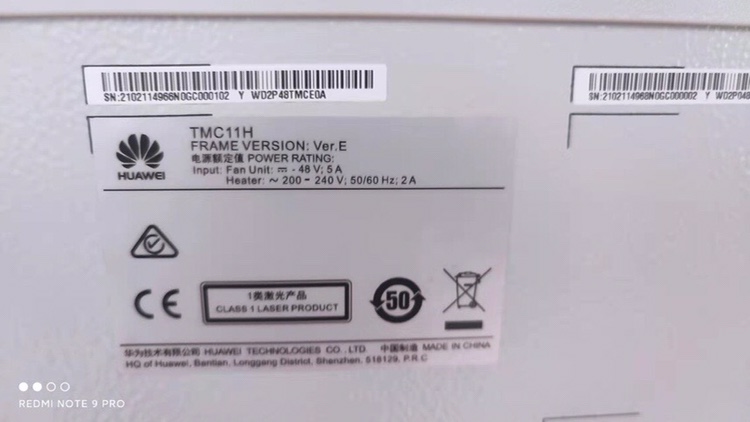 SN:2102114966N0GC000102 Y WD2P48TMCE0A
SN:2102114968N0GC000002 Y
TMC11H
FRAME VERSION: Ver.E
电源额定值 POWER RATING:
Input: Fan Unit: ⎓ - 48 V; 5 A
Heater: ~ 200 - 240 V; 50/60 Hz; 2 A
HUAWEI
CE
1类激光产品
CLASS 1 LASER PRODUCT
50
华为技术有限公司 HUAWEI TECHNOLOGIES CO., LTD. 中国制造 MADE IN CHINA
HQ of Huawei, Bantian, Longgang District, Shenzhen, 518129, P.R.C
REDMI NOTE 9 PRO